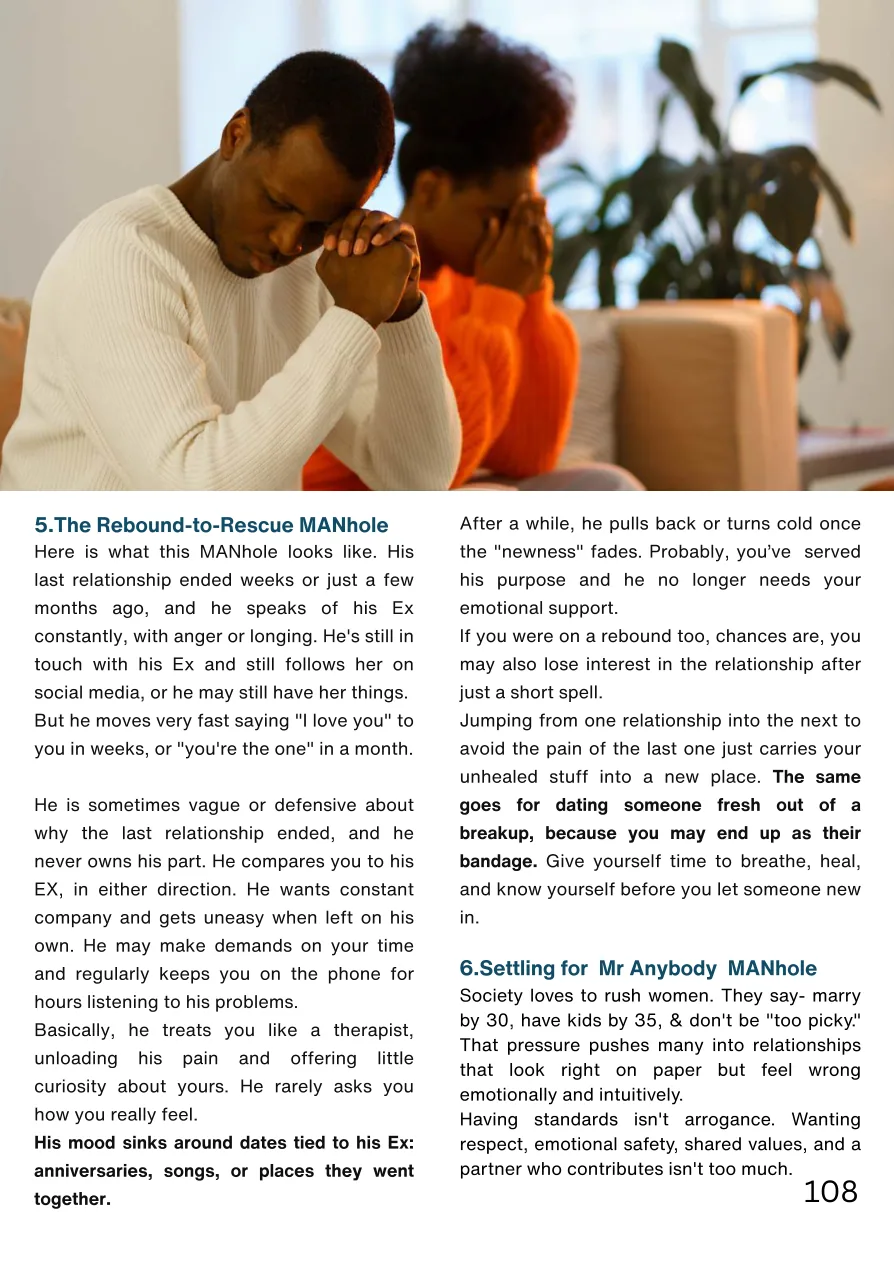 5.The Rebound-to-Rescue MANhole
Here is what this MANhole looks like. His
last relationship ended weeks or just a few
months ago, and he speaks of his Ex
constantly, with anger or longing. He's still in
touch with his Ex and still follows her on
social media, or he may still have her things.
But he moves very fast saying "I love you" to
you in weeks, or "you're the one" in a month.
He is sometimes vague or defensive about
why the last relationship ended, and he
never owns his part. He compares you to his
EX, in either direction. He wants constant
company and gets uneasy when left on his
own. He may make demands on your time
and regularly keeps you on the phone for
hours listening to his problems.
Basically, he treats you like a therapist,
unloading his pain and offering little
curiosity about yours. He rarely asks you
how you really feel.
His mood sinks around dates tied to his Ex:
anniversaries, songs, or places they went
together.
After a while, he pulls back or turns cold once
the "newness" fades. Probably, you’ve served
his purpose and he no longer needs your
emotional support.
If you were on a rebound too, chances are, you
may also lose interest in the relationship after
just a short spell.
Jumping from one relationship into the next to
avoid the pain of the last one just carries your
unhealed stuff into a new place. The same
goes for dating someone fresh out of a
breakup, because you may end up as their
bandage. Give yourself time to breathe, heal,
and know yourself before you let someone new
in.
6.Settling for Mr Anybody MANhole
Society loves to rush women. They say- marry
by 30, have kids by 35, & don't be "too picky."
That pressure pushes many into relationships
that look right on paper but feel wrong
emotionally and intuitively.
Having standards isn't arrogance. Wanting
respect, emotional safety, shared values, and a
partner who contributes isn't too much.
108